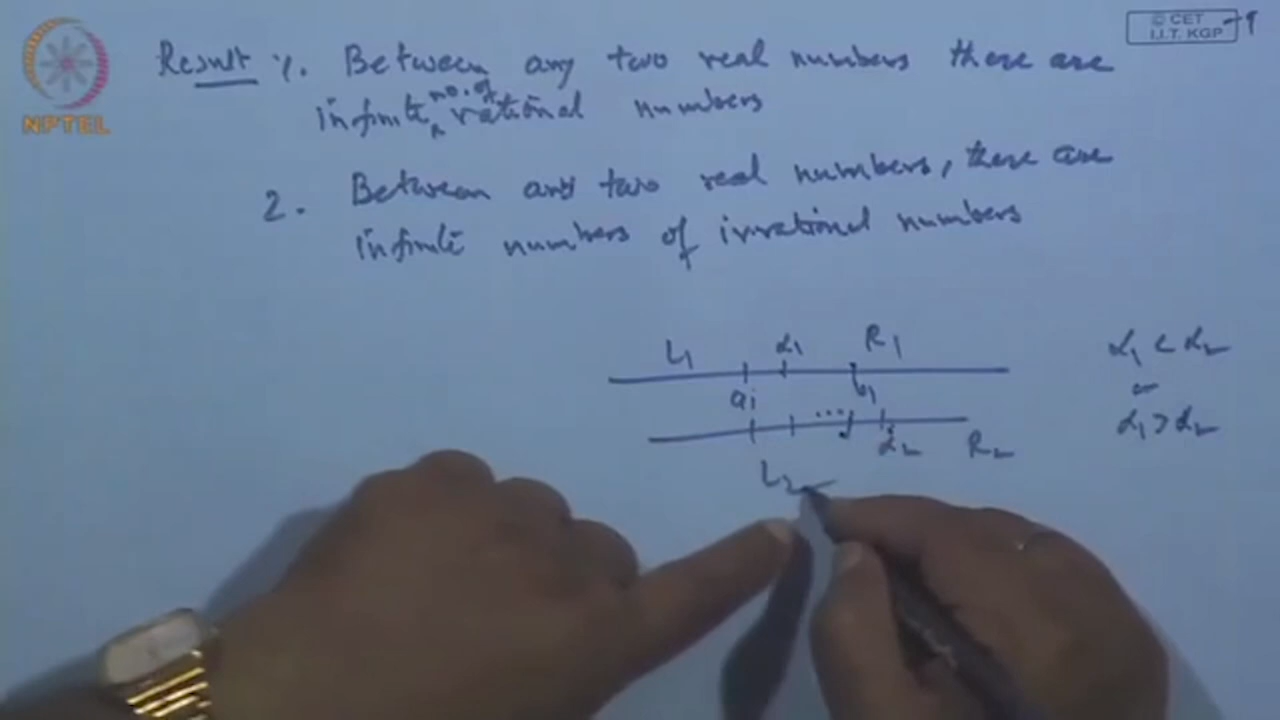 © CET
I.I.T. KGP
NPTEL
Result 1. Between any two real numbers there are
infinite no. of rational numbers
2. Between any two real numbers, there are
infinite numbers of irrational numbers
L1 α1 R1
α1 < α2
a1 b1
or
...
α1 > α2
α2 R2
L2